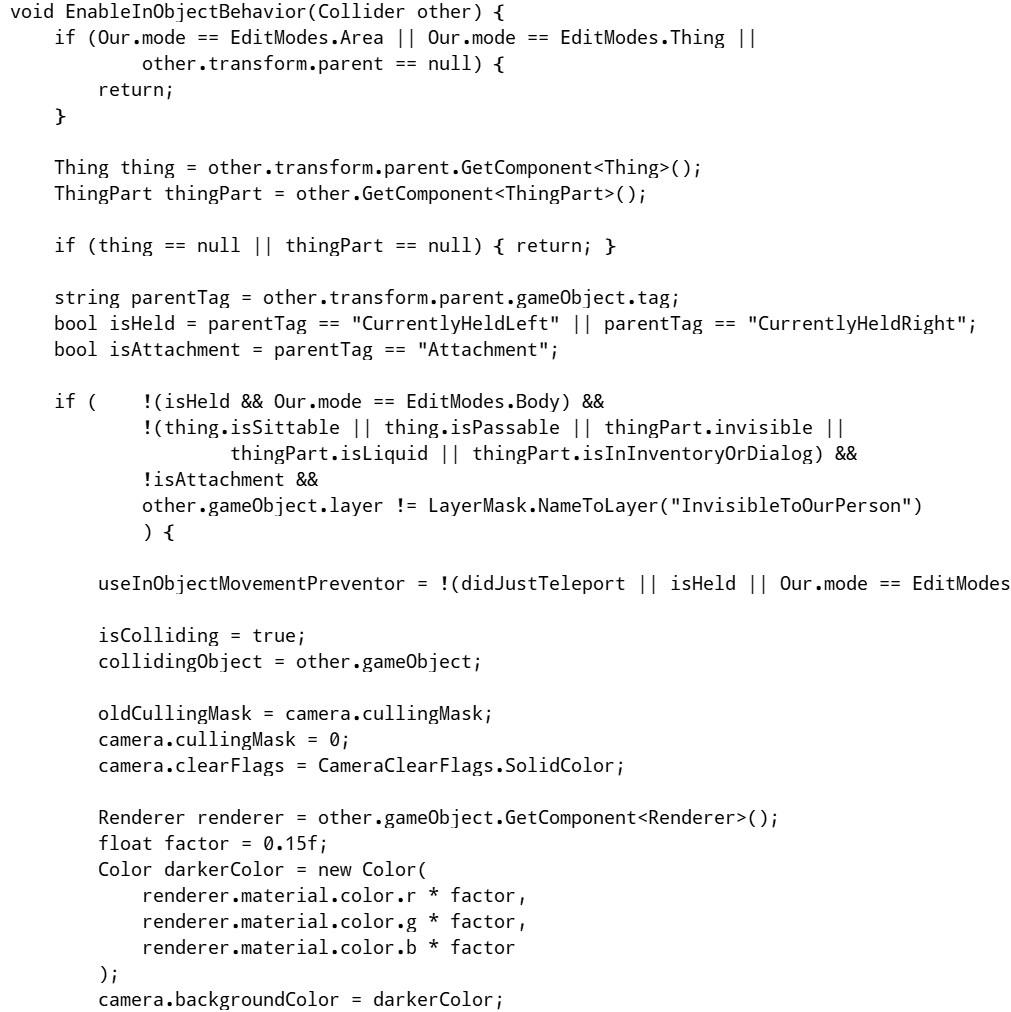 void EnableInObjectBehavior(Collider other) {
    if (Our.mode == EditModes.Area || Our.mode == EditModes.Thing ||
            other.transform.parent == null) {
        return;
    }

    Thing thing = other.transform.parent.GetComponent<Thing>();
    ThingPart thingPart = other.GetComponent<ThingPart>();

    if (thing == null || thingPart == null) { return; }

    string parentTag = other.transform.parent.gameObject.tag;
    bool isHeld = parentTag == "CurrentlyHeldLeft" || parentTag == "CurrentlyHeldRight";
    bool isAttachment = parentTag == "Attachment";

    if (    !(isHeld && Our.mode == EditModes.Body) &&
            !(thing.isSittable || thing.isPassable || thingPart.invisible ||
                    thingPart.isLiquid || thingPart.isInInventoryOrDialog) &&
            !isAttachment &&
            other.gameObject.layer != LayerMask.NameToLayer("InvisibleToOurPerson")
            ) {

        useInObjectMovementPreventor = !(didJustTeleport || isHeld || Our.mode == EditModes

        isColliding = true;
        collidingObject = other.gameObject;

        oldCullingMask = camera.cullingMask;
        camera.cullingMask = 0;
        camera.clearFlags = CameraClearFlags.SolidColor;

        Renderer renderer = other.gameObject.GetComponent<Renderer>();
        float factor = 0.15f;
        Color darkerColor = new Color(
            renderer.material.color.r * factor,
            renderer.material.color.g * factor,
            renderer.material.color.b * factor
        );
        camera.backgroundColor = darkerColor;